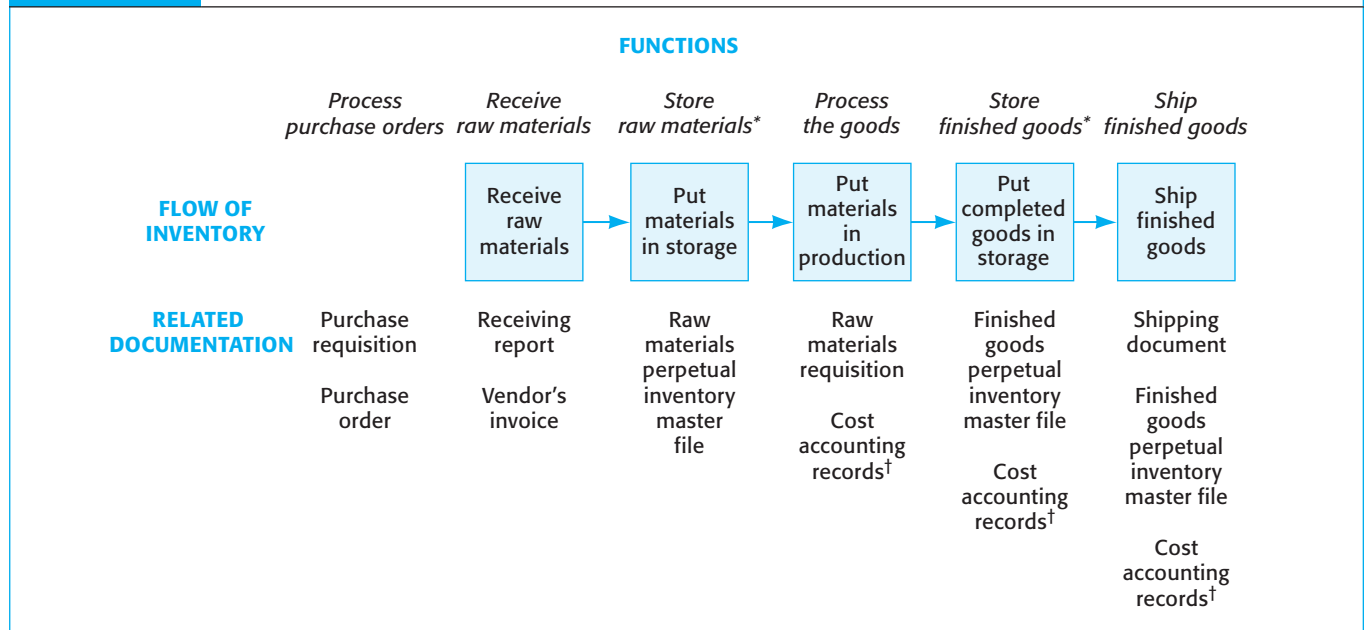 FUNCTIONS
Process
purchase orders
Receive
raw materials
Store
raw materials*
Process
the goods
Store
finished goods*
Ship
finished goods
FLOW OF
INVENTORY
Receive
raw
materials
Put
materials
in storage
Put
materials
in
production
Put
completed
goods in
storage
Ship
finished
goods
RELATED
DOCUMENTATION
Purchase
requisition
Purchase
order
Receiving
report
Vendor’s
invoice
Raw
materials
perpetual
inventory
master
file
Raw
materials
requisition
Cost
accounting
records†
Finished
goods
perpetual
inventory
master file
Cost
accounting
records†
Shipping
document
Finished
goods
perpetual
inventory
master file
Cost
accounting
records†